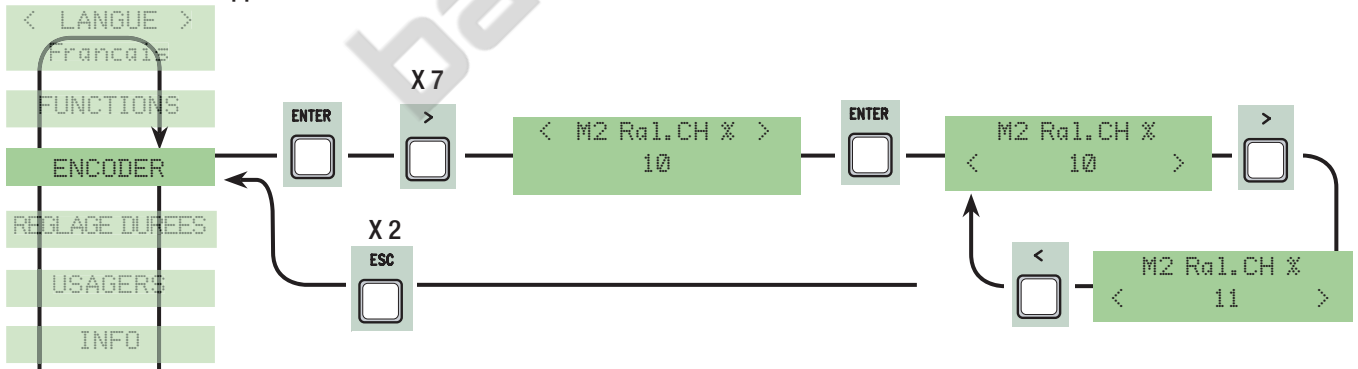 < LANGUE >
Francais
FUNCTIONS
ENCODER
REGLAGE DUREES
USAGERS
INFO
ENTER
X 7
>
< M2 Ral.CH % >
10
ENTER
M2 Ral.CH %
< 10 >
>
X 2
ESC
<
M2 Ral.CH %
< 11 >